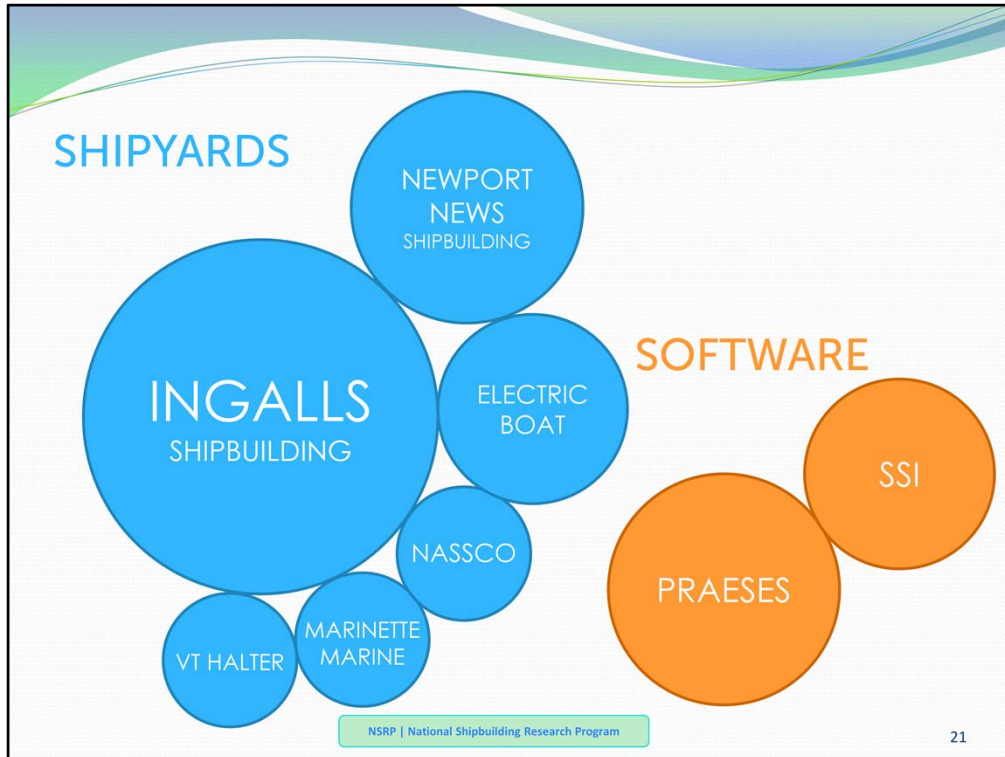 SHIPYARDS
NEWPORT
NEWS
SHIPBUILDING
INGALLS
SHIPBUILDING
ELECTRIC
BOAT
NASSCO
MARINETTE
MARINE
VT HALTER
SOFTWARE
SSI
PRAESES
NSRP | National Shipbuilding Research Program
21